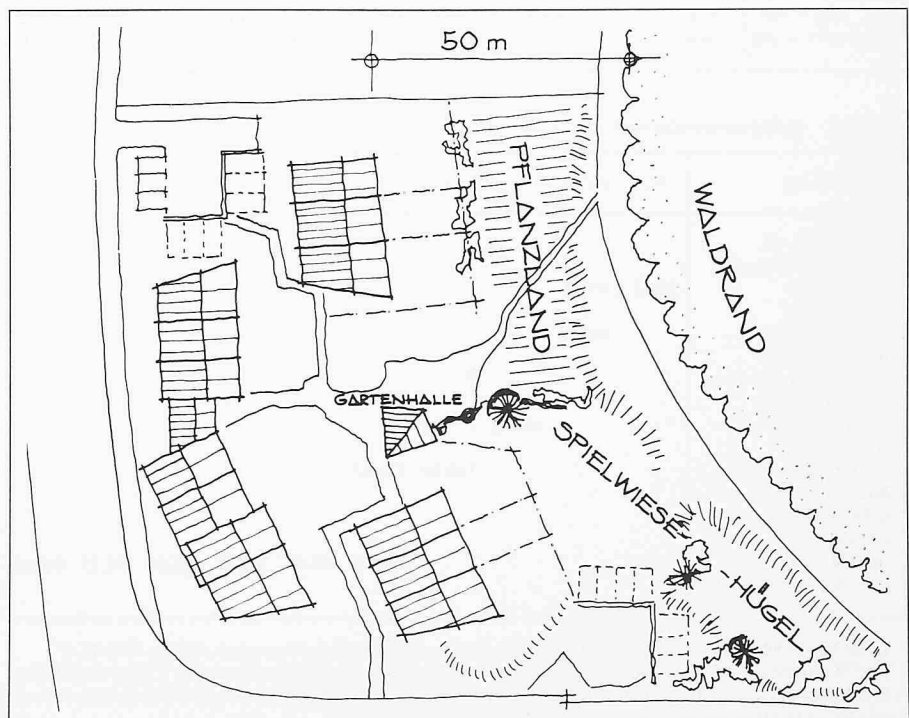 50 m
PFLANZLAND
WALDRAND
GARTENHALLE
SPIELWIESE-
-HÜGEL